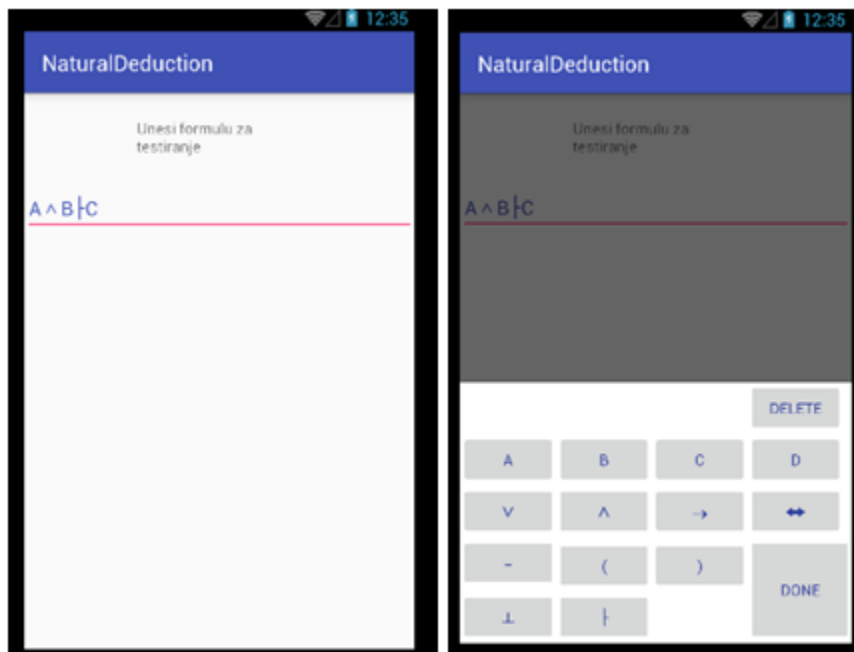 12:35
NaturalDeduction
Unesi formulu za
testiranje
A ∧ B ├C
12:35
NaturalDeduction
Unesi formulu za
testiranje
A ∧ B ├C
DELETE
A B C D
∨ ∧ → ↔
- ( )
DONE
⊥ ├